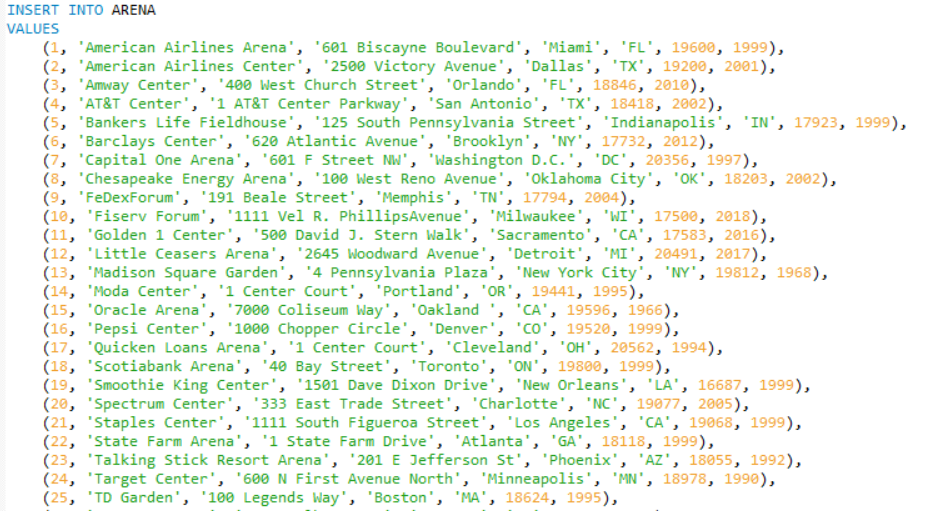 INSERT INTO ARENA
VALUES
(1, 'American Airlines Arena', '601 Biscayne Boulevard', 'Miami', 'FL', 19600, 1999),
(2, 'American Airlines Center', '2500 Victory Avenue', 'Dallas', 'TX', 19200, 2001),
(3, 'Amway Center', '400 West Church Street', 'Orlando', 'FL', 18846, 2010),
(4, 'AT&T Center', '1 AT&T Center Parkway', 'San Antonio', 'TX', 18418, 2002),
(5, 'Bankers Life Fieldhouse', '125 South Pennsylvania Street', 'Indianapolis', 'IN', 17923, 1999),
(6, 'Barclays Center', '620 Atlantic Avenue', 'Brooklyn', 'NY', 17732, 2012),
(7, 'Capital One Arena', '601 F Street NW', 'Washington D.C.', 'DC', 20356, 1997),
(8, 'Chesapeake Energy Arena', '100 West Reno Avenue', 'Oklahoma City', 'OK', 18203, 2002),
(9, 'FeDexForum', '191 Beale Street', 'Memphis', 'TN', 17794, 2004),
(10, 'Fiserv Forum', '1111 Vel R. PhillipsAvenue', 'Milwaukee', 'WI', 17500, 2018),
(11, 'Golden 1 Center', '500 David J. Stern Walk', 'Sacramento', 'CA', 17583, 2016),
(12, 'Little Ceasers Arena', '2645 Woodward Avenue', 'Detroit', 'MI', 20491, 2017),
(13, 'Madison Square Garden', '4 Pennsylvania Plaza', 'New York City', 'NY', 19812, 1968),
(14, 'Moda Center', '1 Center Court', 'Portland', 'OR', 19441, 1995),
(15, 'Oracle Arena', '7000 Coliseum Way', 'Oakland ', 'CA', 19596, 1966),
(16, 'Pepsi Center', '1000 Chopper Circle', 'Denver', 'CO', 19520, 1999),
(17, 'Quicken Loans Arena', '1 Center Court', 'Cleveland', 'OH', 20562, 1994),
(18, 'Scotiabank Arena', '40 Bay Street', 'Toronto', 'ON', 19800, 1999),
(19, 'Smoothie King Center', '1501 Dave Dixon Drive', 'New Orleans', 'LA', 16687, 1999),
(20, 'Spectrum Center', '333 East Trade Street', 'Charlotte', 'NC', 19077, 2005),
(21, 'Staples Center', '1111 South Figueroa Street', 'Los Angeles', 'CA', 19068, 1999),
(22, 'State Farm Arena', '1 State Farm Drive', 'Atlanta', 'GA', 18118, 1999),
(23, 'Talking Stick Resort Arena', '201 E Jefferson St', 'Phoenix', 'AZ', 18055, 1992),
(24, 'Target Center', '600 N First Avenue North', 'Minneapolis', 'MN', 18978, 1990),
(25, 'TD Garden', '100 Legends Way', 'Boston', 'MA', 18624, 1995),